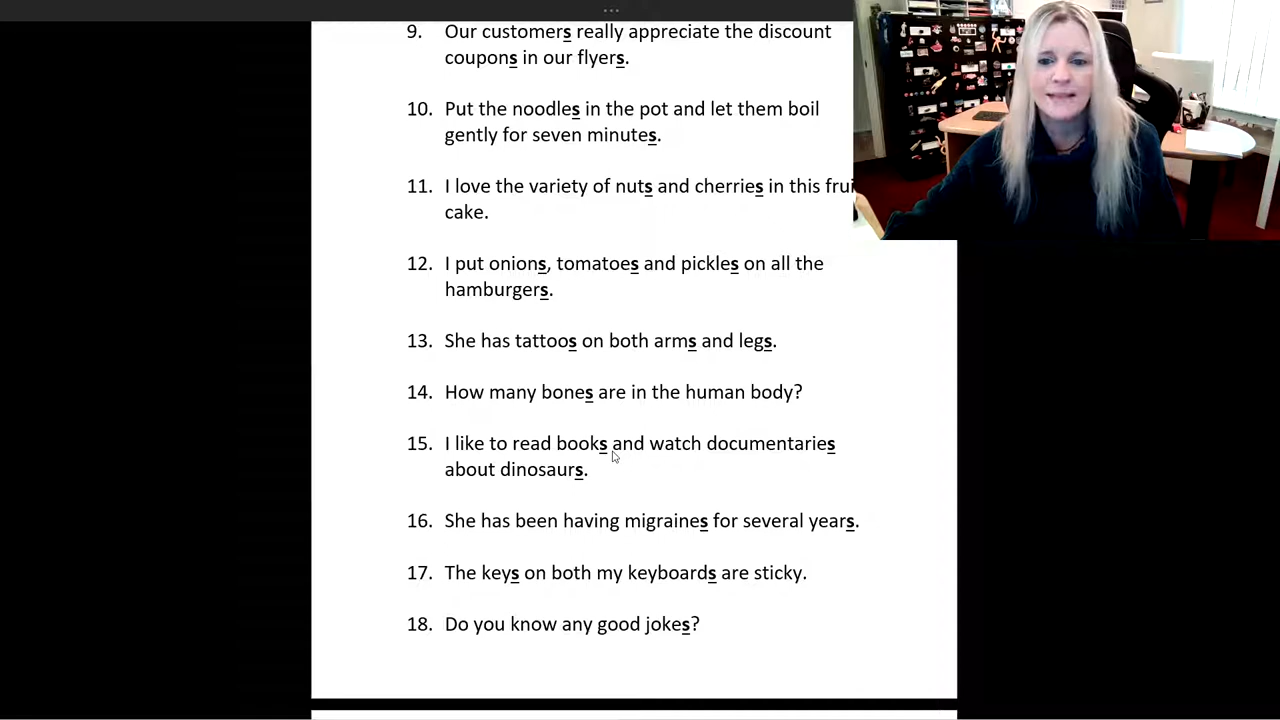 9. Our customers really appreciate the discount
coupons in our flyers.
10. Put the noodles in the pot and let them boil
gently for seven minutes.
11. I love the variety of nuts and cherries in this frui
cake.
12. I put onions, tomatoes and pickles on all the
hamburgers.
13. She has tattoos on both arms and legs.
14. How many bones are in the human body?
15. I like to read books and watch documentaries
about dinosaurs.
16. She has been having migraines for several years.
17. The keys on both my keyboards are sticky.
18. Do you know any good jokes?